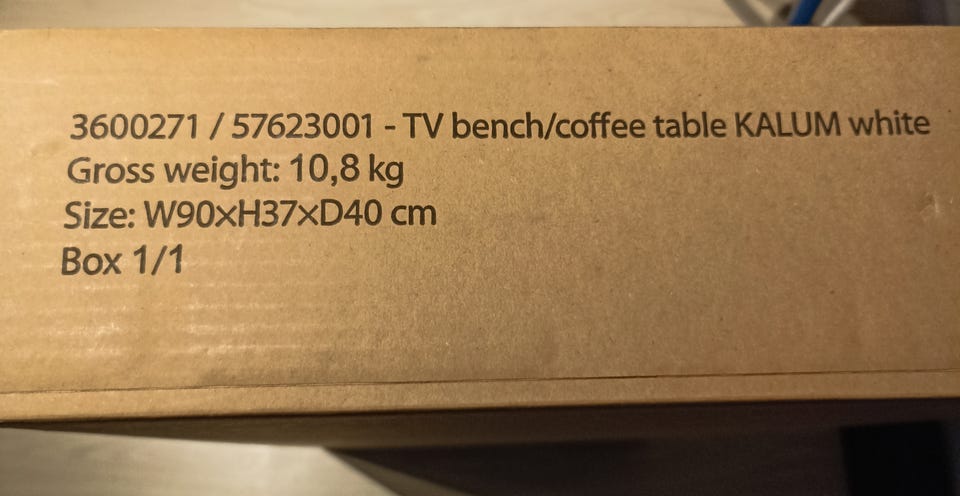 3600271 / 57623001 - TV bench/coffee table KALUM white
Gross weight: 10,8 kg
Size: W90×H37×D40 cm
Box 1/1